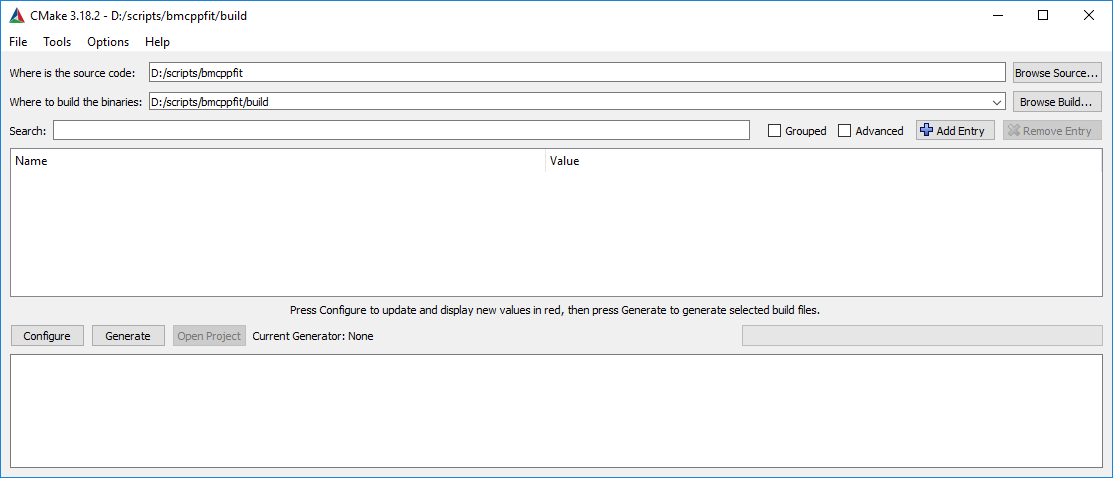 CMake 3.18.2 - D:/scripts/bmcppfit/build
File Tools Options Help
Where is the source code: D:/scripts/bmcppfit Browse Source...
Where to build the binaries: D:/scripts/bmcppfit/build Browse Build...
Search: Grouped Advanced Add Entry Remove Entry
Name Value
Press Configure to update and display new values in red, then press Generate to generate selected build files.
Configure Generate Open Project Current Generator: None